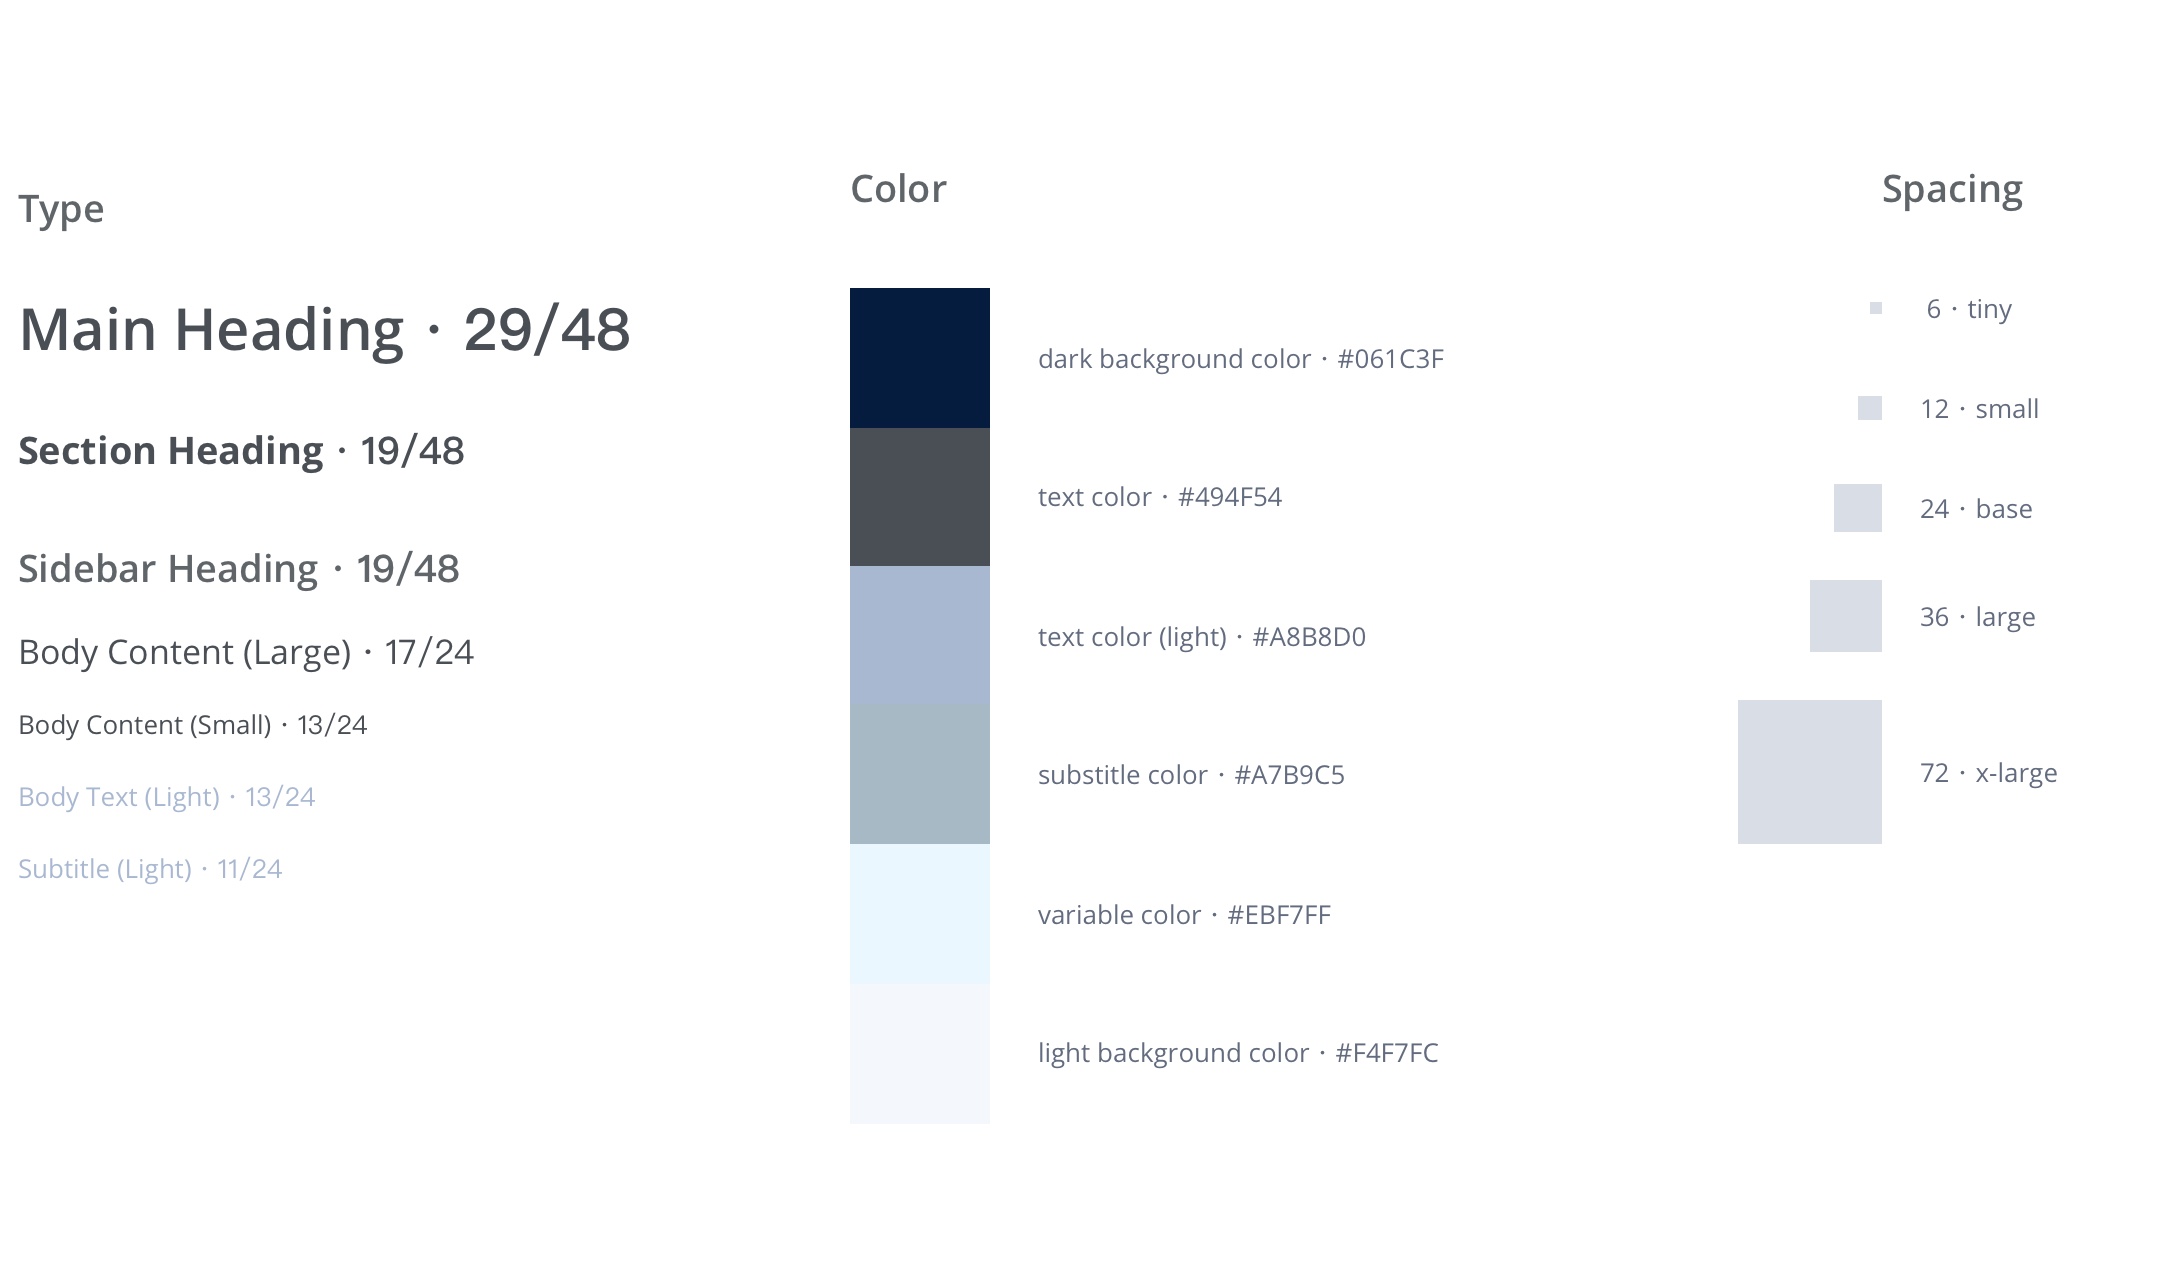 Type
Main Heading · 29/48
Section Heading · 19/48
Sidebar Heading · 19/48
Body Content (Large) · 17/24
Body Content (Small) · 13/24
Body Text (Light) · 13/24
Subtitle (Light) · 11/24
Color
dark background color · #061C3F
text color · #494F54
text color (light) · #A8B8D0
substitle color · #A7B9C5
variable color · #EBF7FF
light background color · #F4F7FC
Spacing
6 · tiny
12 · small
24 · base
36 · large
72 · x-large